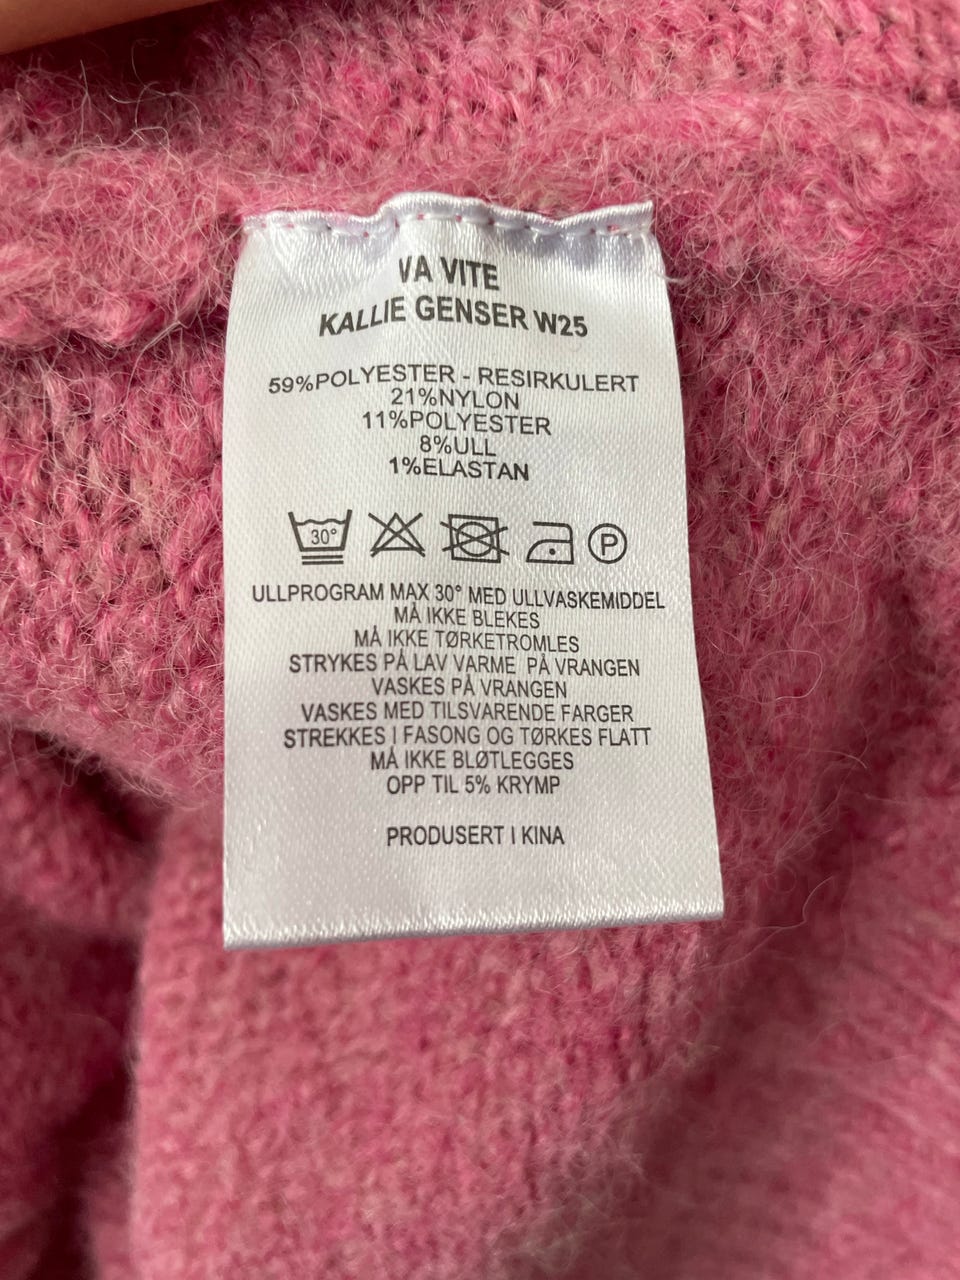 VA VITE
KALLIE GENSER W25
59%POLYESTER - RESIRKULERT
21%NYLON
11%POLYESTER
8%ULL
1%ELASTAN
30° P
ULLPROGRAM MAX 30° MED ULLVASKEMIDDEL
MÅ IKKE BLEKES
MÅ IKKE TØRKETROMLES
STRYKES PÅ LAV VARME PÅ VRANGEN
VASKES PÅ VRANGEN
VASKES MED TILSVARENDE FARGER
STREKKES I FASONG OG TØRKES FLATT
MÅ IKKE BLØTLEGGES
OPP TIL 5% KRYMP
PRODUSERT I KINA